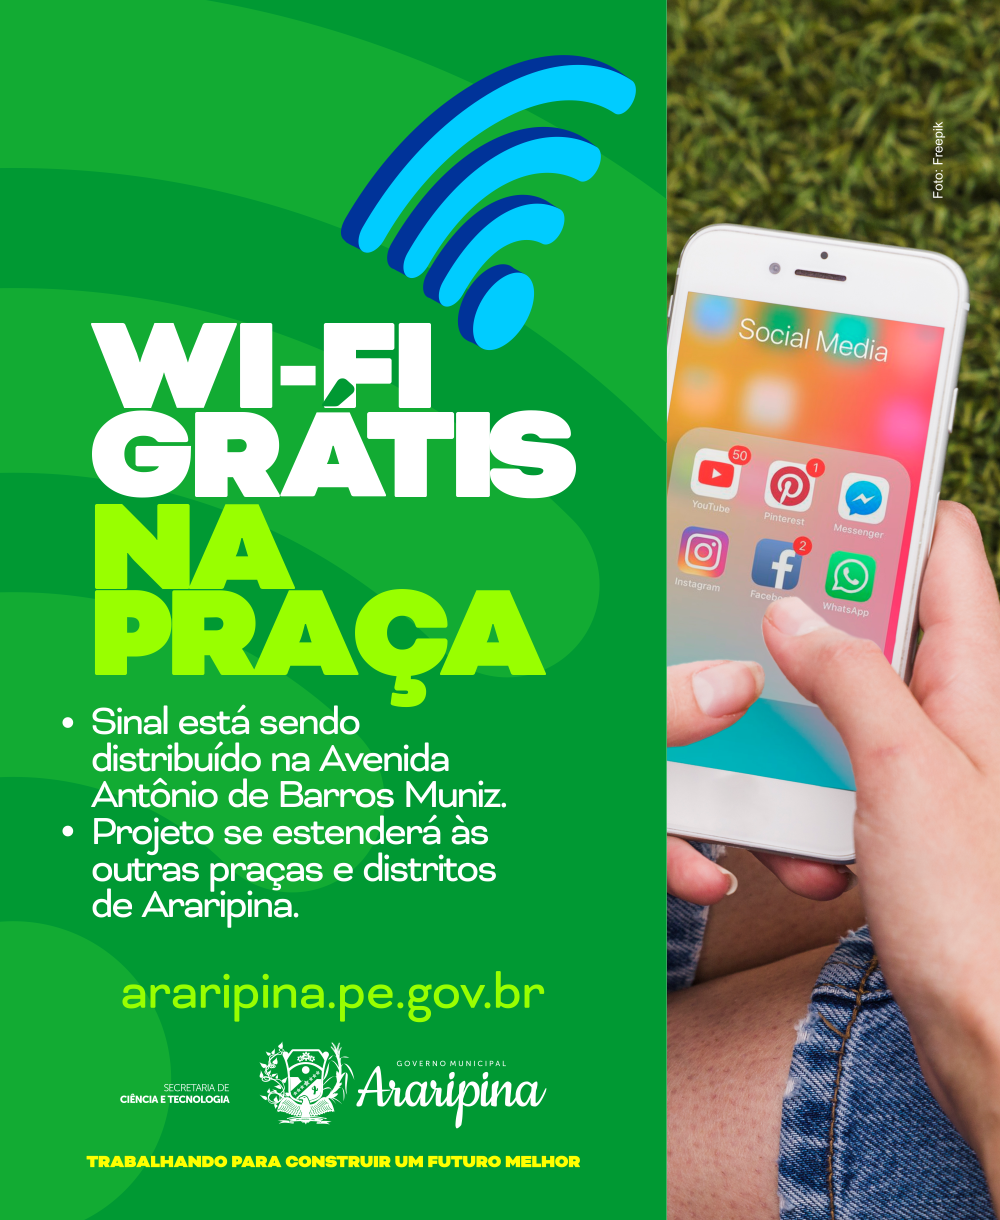 WI-FI
GRÁTIS
NA
PRAÇA
• Sinal está sendo
distribuído na Avenida
Antônio de Barros Muniz.
• Projeto se estenderá às
outras praças e distritos
de Araripina.
araripina.pe.gov.br
SECRETARIA DE
CIÊNCIA E TECNOLOGIA
GOVERNO MUNICIPAL
Araripina
TRABALHANDO PARA CONSTRUIR UM FUTURO MELHOR
Foto: Freepik
Social Media
50
1
YouTube
Pinterest
Messenger
2
Instagram
WhatsApp